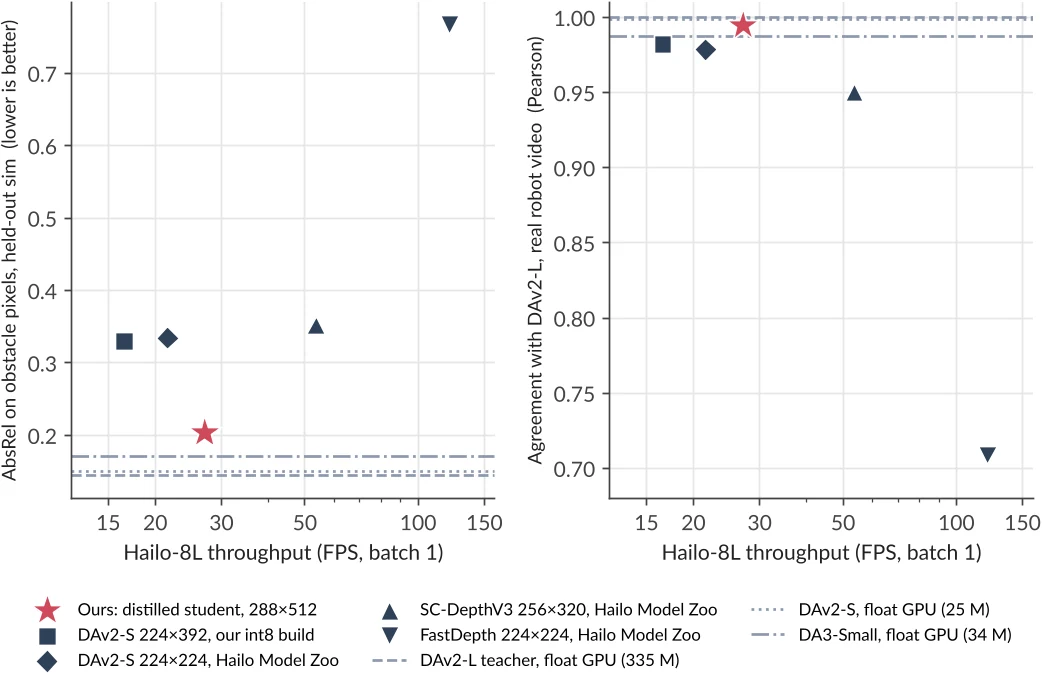 AbsRel on obstacle pixels, held-out sim (lower is better)
0.7
0.6
0.5
0.4
0.3
0.2
15 20 30 50 100 150
Hailo-8L throughput (FPS, batch 1)
Agreement with DAv2-L, real robot video (Pearson)
1.00
0.95
0.90
0.85
0.80
0.75
0.70
15 20 30 50 100 150
Hailo-8L throughput (FPS, batch 1)
Ours: distilled student, 288×512
DAv2-S 224×392, our int8 build
DAv2-S 224×224, Hailo Model Zoo
SC-DepthV3 256×320, Hailo Model Zoo
FastDepth 224×224, Hailo Model Zoo
DAv2-L teacher, float GPU (335 M)
DAv2-S, float GPU (25 M)
DA3-Small, float GPU (34 M)